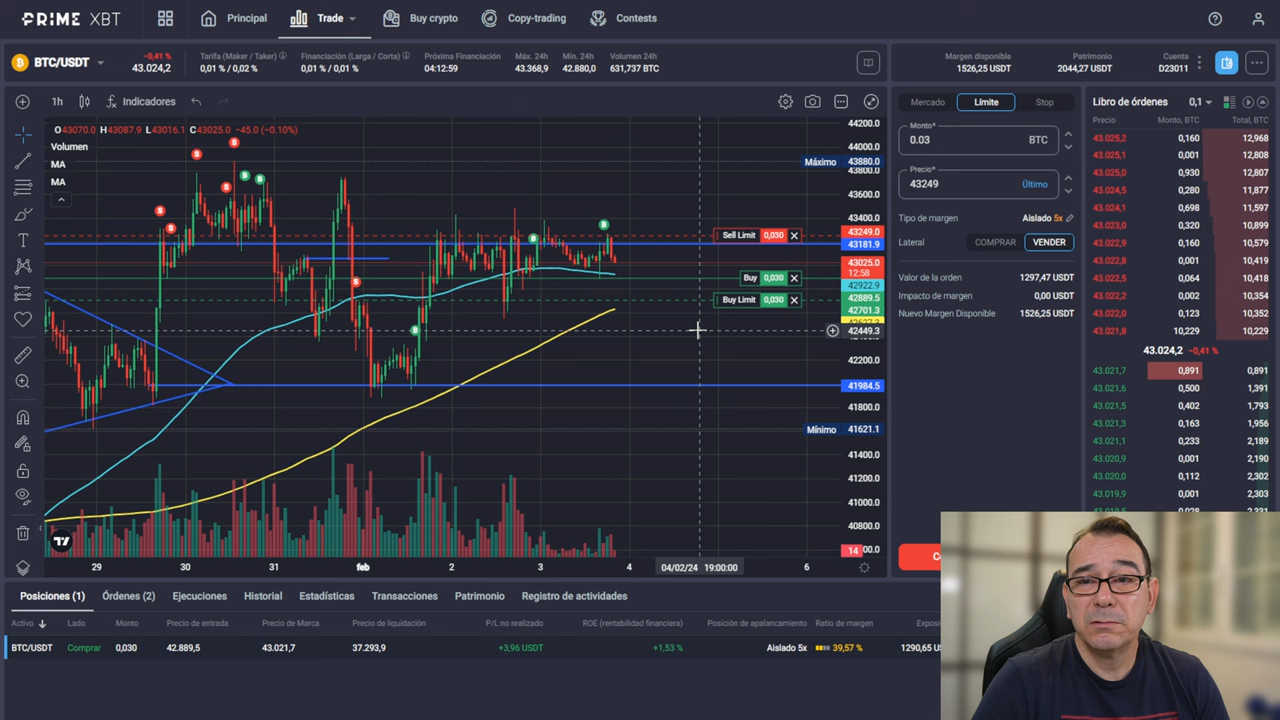 PRIME XBT
Principal
Trade
Buy crypto
Copy-trading
Contests
BTC/USDT
-0,41 %
43.024,2
Tarifa (Maker / Taker)
0,01 % / 0,02 %
Financiación (Larga / Corta)
0,01 % / 0,01 %
Próxima Financiación
04:12:59
Máx. 24h
43.368,9
Mín. 24h
42.880,0
Volumen 24h
631,737 BTC
Margen disponible
1526,25 USDT
Patrimonio
2044,27 USDT
Cuenta
D23011
1h
Indicadores
O43070.0 H43087.9 L43016.1 C43025.0 −45.0 (−0.10%)
Volumen
MA
MA
44200.0
44000.0
Máximo 43880.0
43800.0
43600.0
43400.0
Sell Limit 0,030
43249.0
43181.9
43025.0
12:58
42922.9
Buy 0,030
42889.5
Buy Limit 0,030
42701.3
42449.3
42200.0
41984.5
41800.0
Mínimo 41621.1
41400.0
41200.0
41000.0
40800.0
14
29 30 31 feb 2 3 4 04/02/24 19:00:00 6
Mercado Límite Stop
Monto*
0.03 BTC
Precio*
43249 Último
Tipo de margen Aislado 5x
Lateral COMPRAR VENDER
Valor de la orden 1297,47 USDT
Impacto de margen 0,00 USDT
Nuevo Margen Disponible 1526,25 USDT
Libro de órdenes 0,1
Precio Monto, BTC Total, BTC
43.025,2 0,160 12,968
43.025,1 0,001 12,808
43.025,0 0,930 12,807
43.024,5 0,280 11,877
43.024,1 0,698 11,597
43.023,0 0,320 10,899
43.022,9 0,160 10,579
43.022,8 0,001 10,419
43.022,5 0,064 10,418
43.022,2 0,002 10,354
43.022,0 0,123 10,352
43.021,8 10,229 10,229
43.024,2 -0,41 %
43.021,7 0,891 0,891
43.021,6 0,500 1,391
43.021,5 0,402 1,793
43.021,3 0,163 1,956
43.021,1 0,233 2,189
43.020,9 0,001 2,190
43.020,0 0,112 2,302
43.019,9 0,001 2,303
Posiciones (1)
Órdenes (2)
Ejecuciones
Historial
Estadísticas
Transacciones
Patrimonio
Registro de actividades
Activo Lado Monto Precio de entrada Precio de Marca Precio de liquidación P/L no realizado ROE (rentabilidad financiera) Posición de apalancamiento Ratio de margen
BTC/USDT Comprar 0,030 42.889,5 43.021,7 37.293,9 +3,96 USDT +1,53 % Aislado 5x 39,57 %